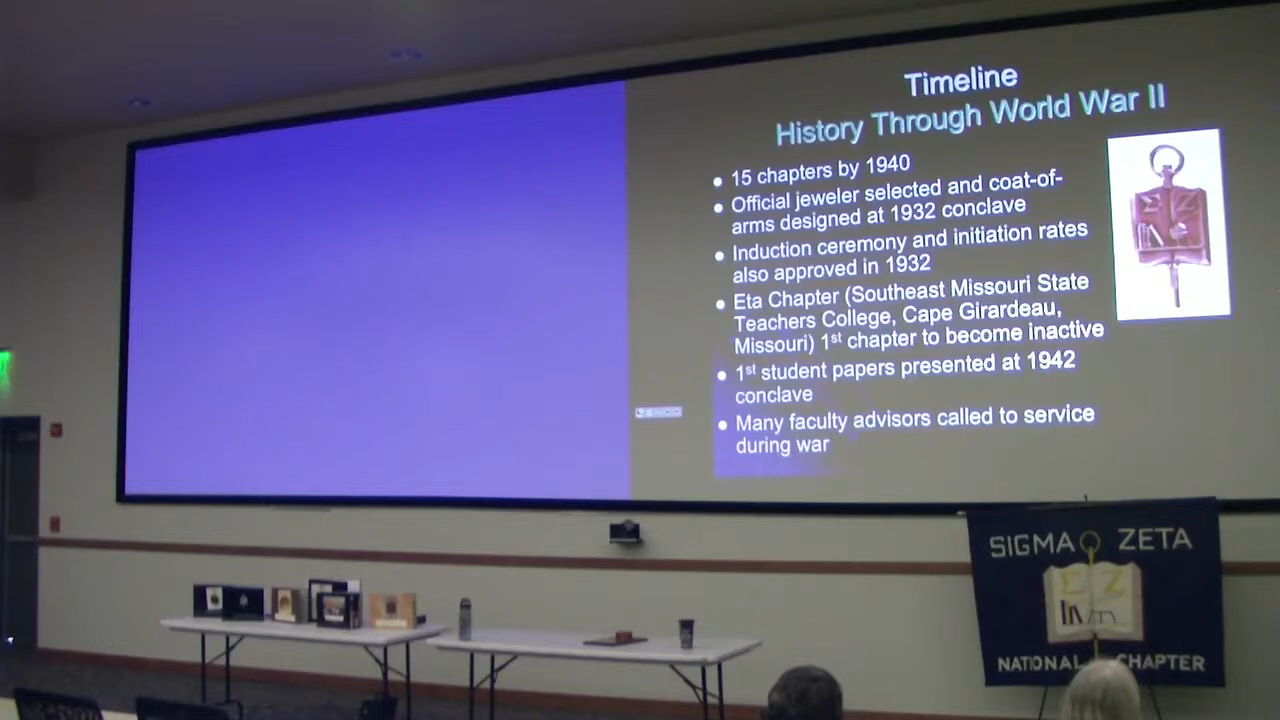 Timeline
History Through World War II
• 15 chapters by 1940
• Official jeweler selected and coat-of-
arms designed at 1932 conclave
• Induction ceremony and initiation rates
also approved in 1932
• Eta Chapter (Southeast Missouri State
Teachers College, Cape Girardeau,
Missouri) 1st chapter to become inactive
• 1st student papers presented at 1942
conclave
• Many faculty advisors called to service
during war
SIGMA ZETA
Σ Ζ
NATIONAL CHAPTER